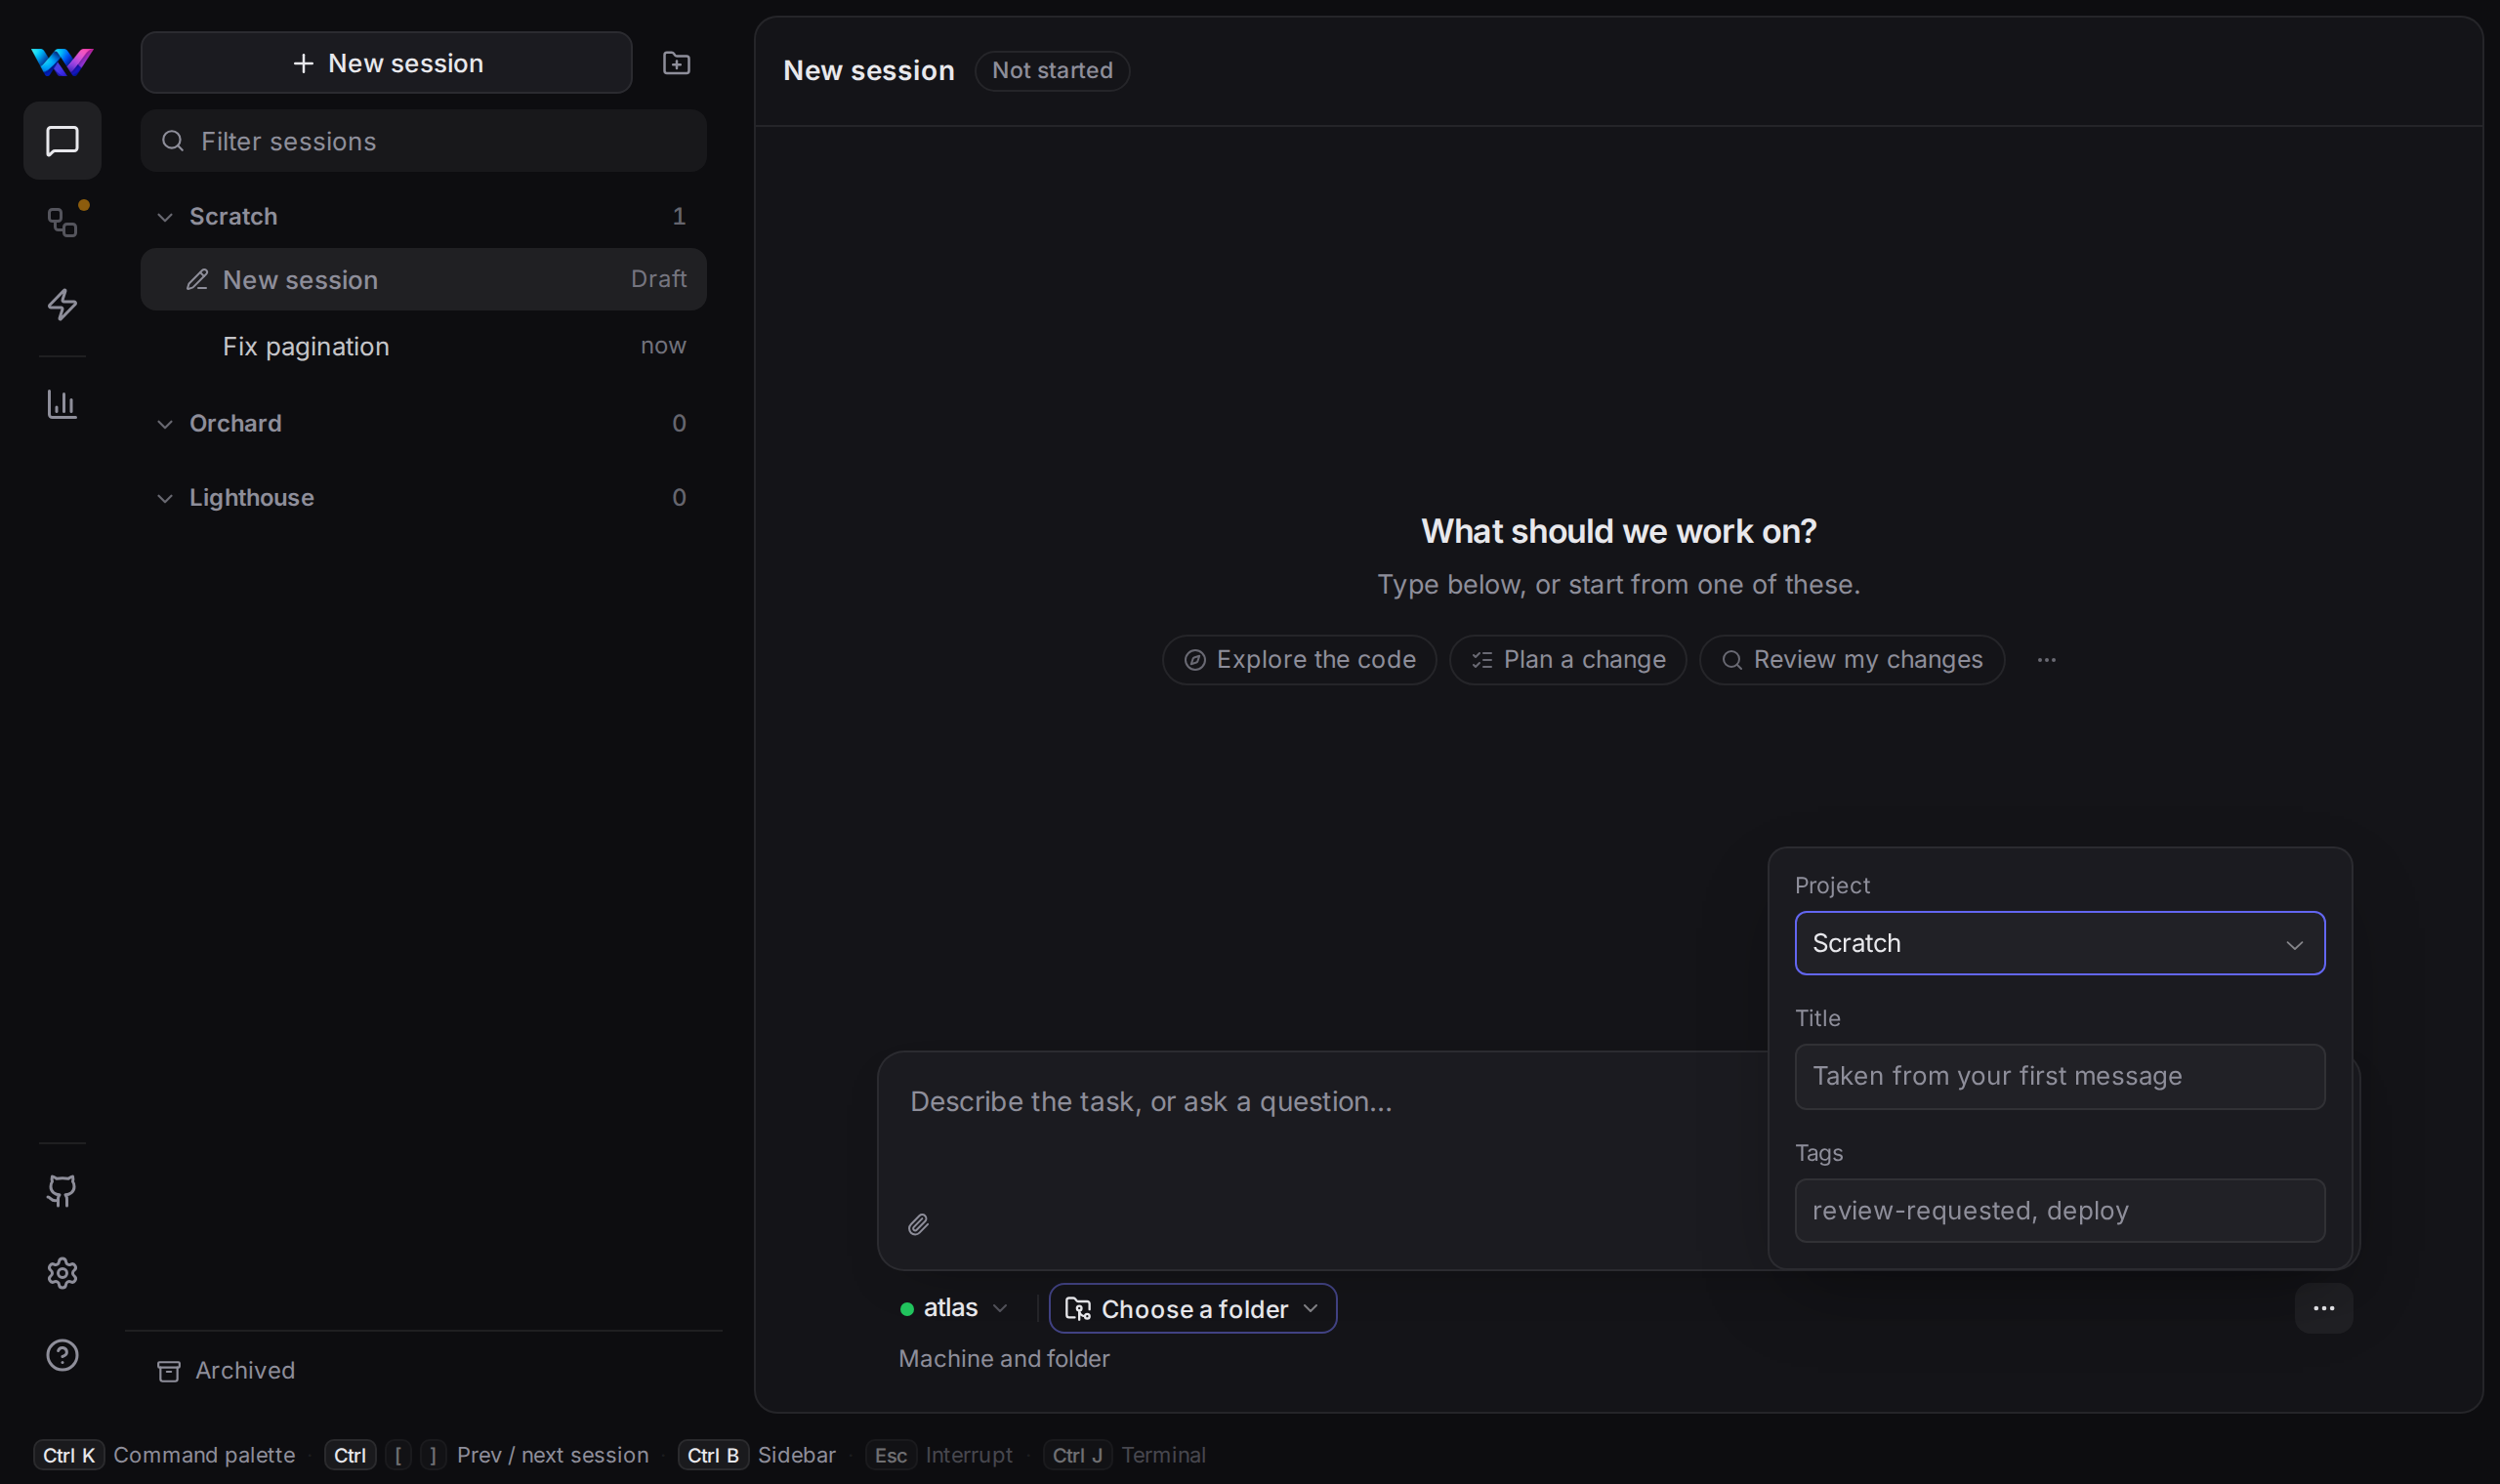 New session
Filter sessions
Scratch 1
New session Draft
Fix pagination now
Orchard 0
Lighthouse 0
Archived
New session Not started
What should we work on?
Type below, or start from one of these.
Explore the code Plan a change Review my changes
Project
Scratch
Title
Taken from your first message
Tags
review-requested, deploy
Describe the task, or ask a question...
atlas Choose a folder
Machine and folder
Ctrl K Command palette · Ctrl [ ] Prev / next session · Ctrl B Sidebar · Esc Interrupt · Ctrl J Terminal